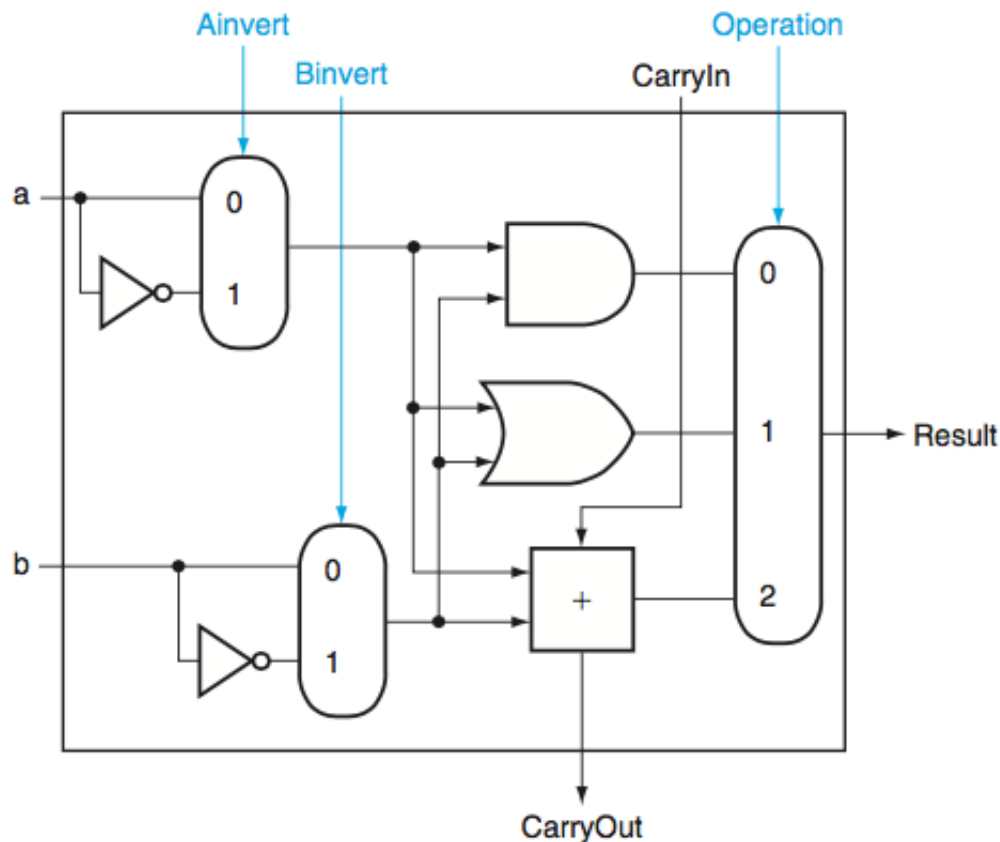 Ainvert
Operation
Binvert
CarryIn
a
0
0
1
1
Result
b
0
+
2
1
CarryOut